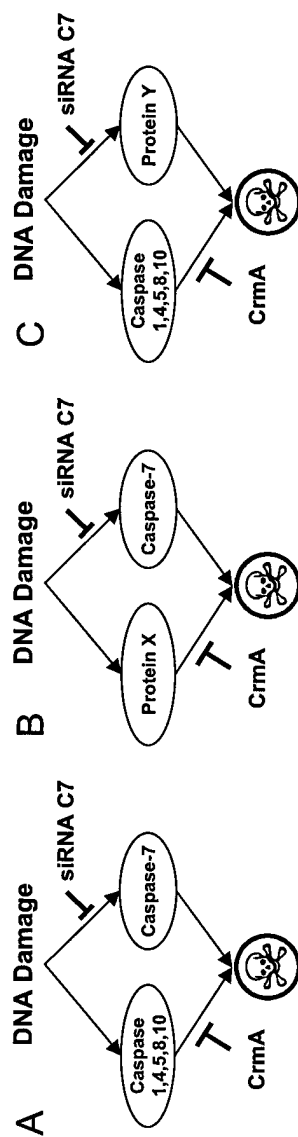 A
DNA Damage
siRNA C7
Caspase
1,4,5,8,10
Caspase-7
CrmA
B
DNA Damage
siRNA C7
Protein X
Caspase-7
CrmA
C
DNA Damage
siRNA C7
Caspase
1,4,5,8,10
Protein Y
CrmA